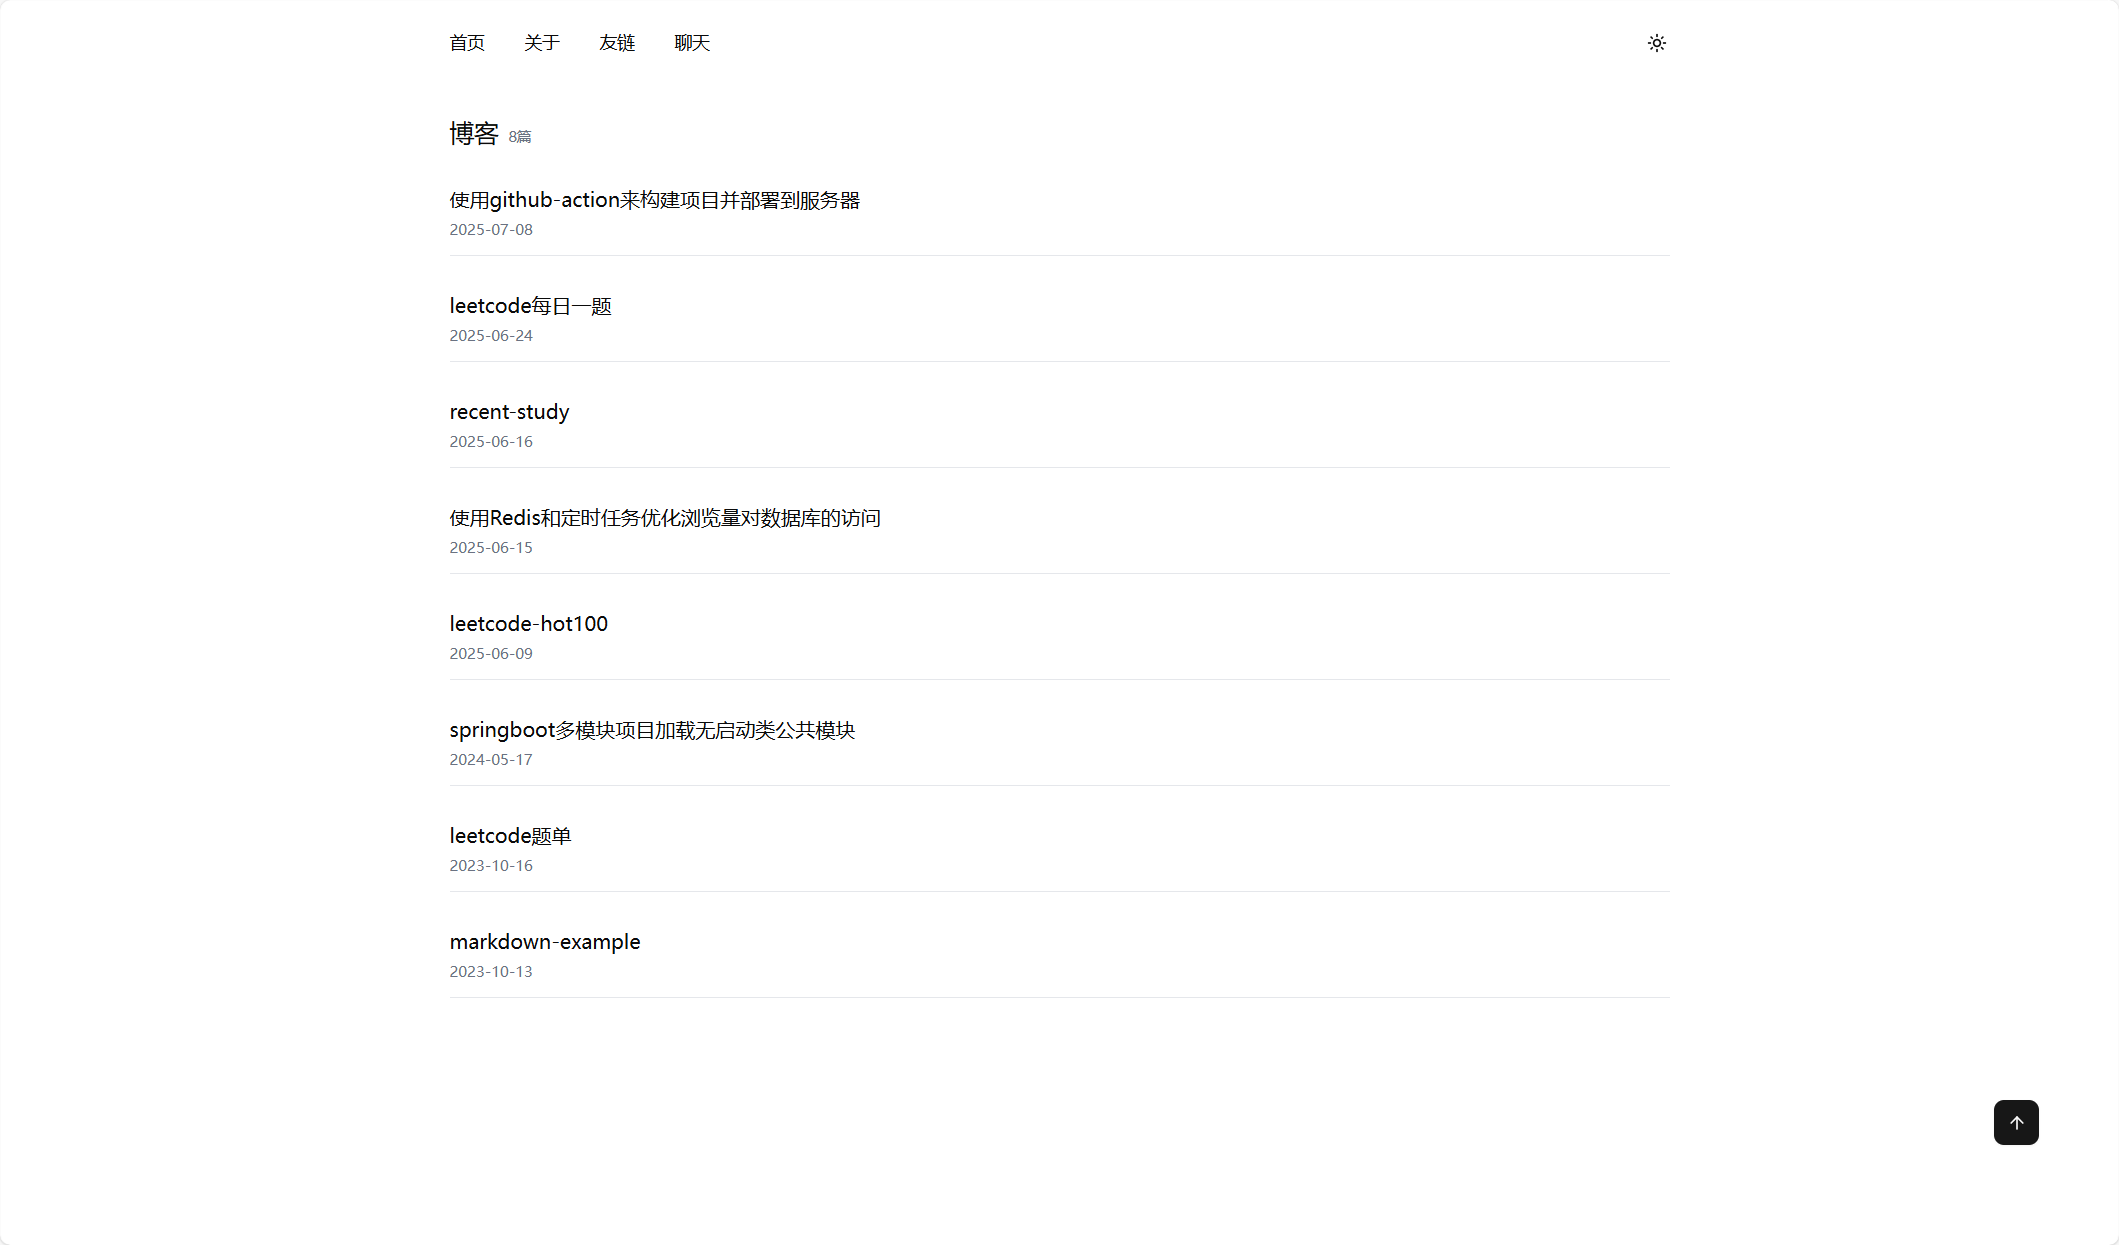 首页 关于 友链 聊天
博客 8篇
使用github-action来构建项目并部署到服务器
2025-07-08
leetcode每日一题
2025-06-24
recent-study
2025-06-16
使用Redis和定时任务优化浏览量对数据库的访问
2025-06-15
leetcode-hot100
2025-06-09
springboot多模块项目加载无启动类公共模块
2024-05-17
leetcode题单
2023-10-16
markdown-example
2023-10-13